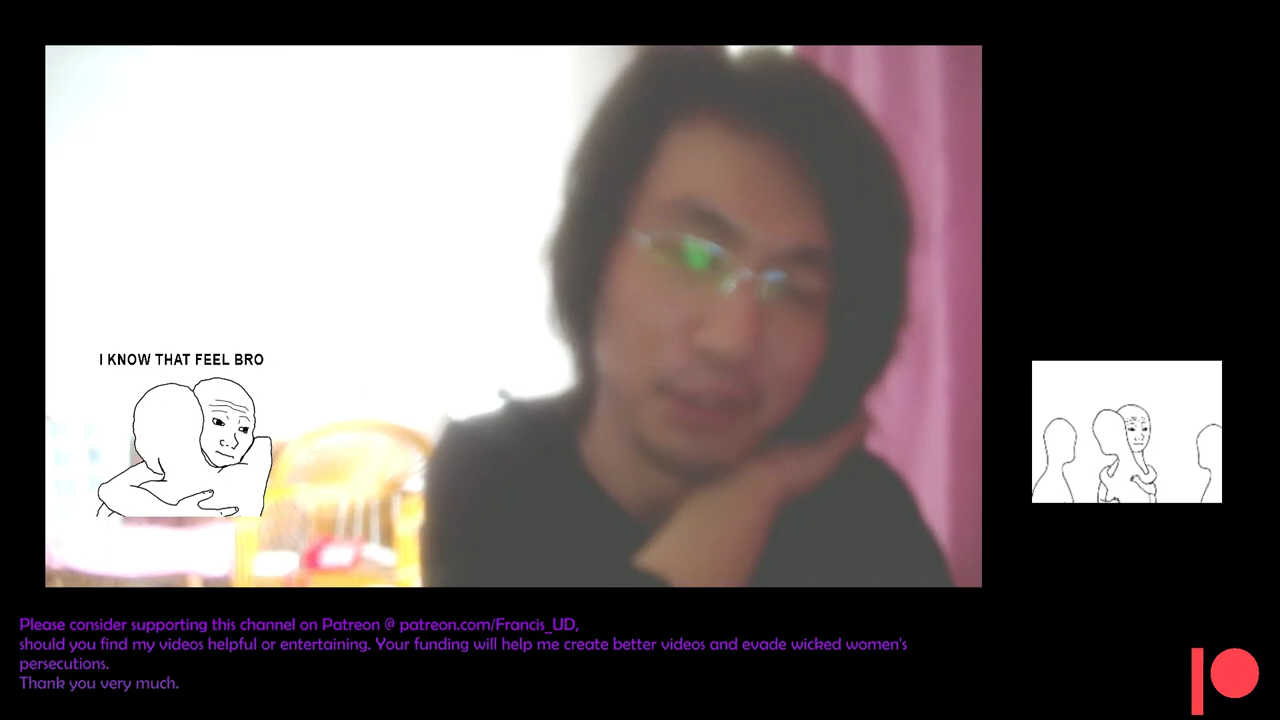 I KNOW THAT FEEL BRO
Please consider supporting this channel on Patreon @ patreon.com/Francis_UD,
should you find my videos helpful or entertaining. Your funding will help me create better videos and evade wicked women's
persecutions.
Thank you very much.